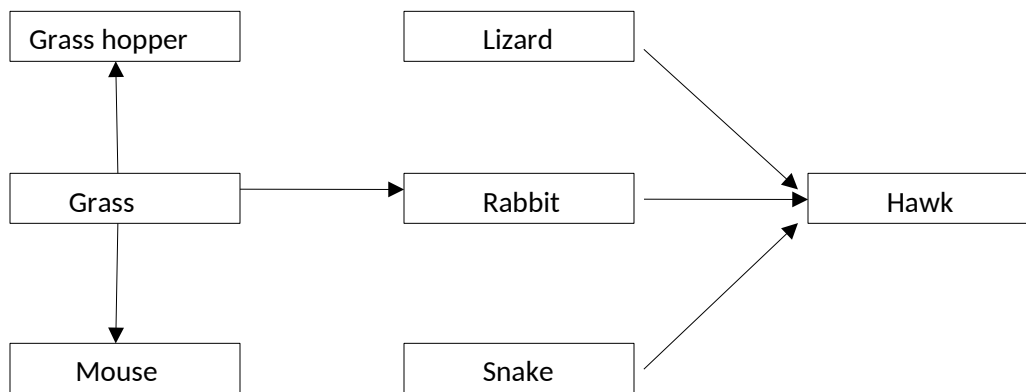 Grass hopper
Lizard
Grass
Rabbit
Hawk
Mouse
Snake